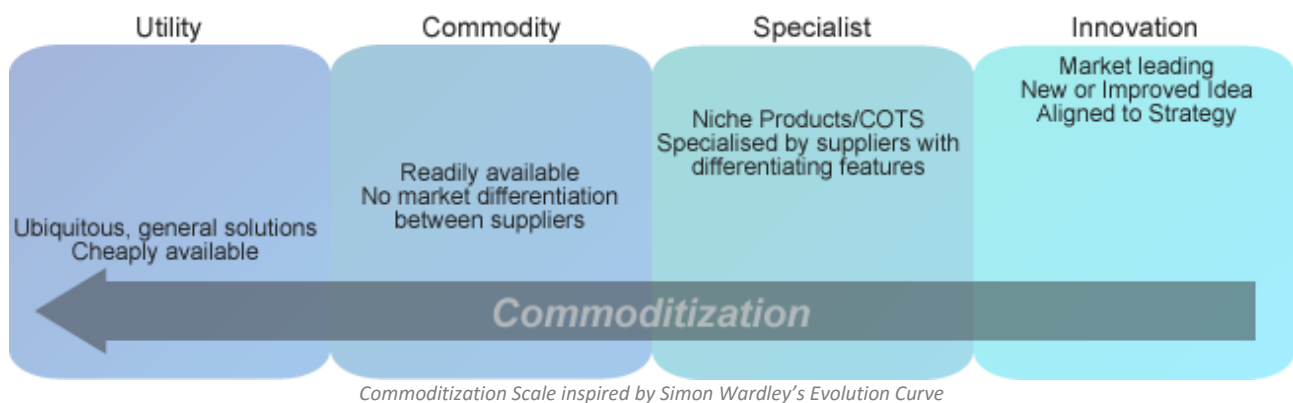 Utility
Commodity
Specialist
Innovation
Ubiquitous, general solutions
Cheaply available
Readily available
No market differentiation
between suppliers
Niche Products/COTS
Specialised by suppliers with
differentiating features
Market leading
New or Improved Idea
Aligned to Strategy
Commoditization
Commoditization Scale inspired by Simon Wardley's Evolution Curve